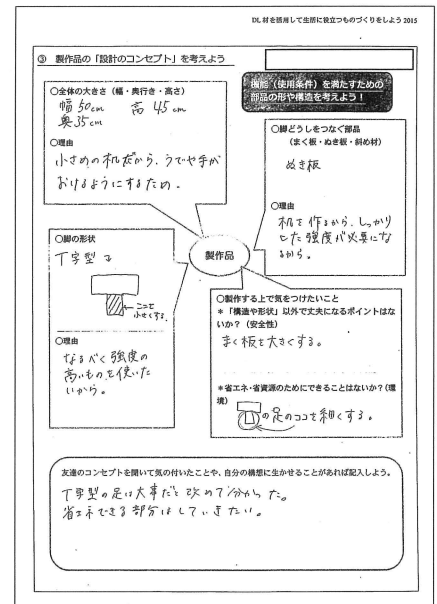 DL材を活用して生活に役立つものづくりをしよう 2015
③ 製作品の「設計のコンセプト」を考えよう
機能(使用条件)を満たすための
部品の形や構造を考えよう!
○全体の大きさ(幅・奥行き・高さ)
幅 50cm 高 45cm
奥 35cm
○理由
小さめの机だから、うでや手が
おけるようにするため。
○脚どうしをつなぐ部品
(まく板・ぬき板・斜め材)
ぬき板
○理由
机を作るから、しっかり
とした強度が必要にな
るから。
製作品
○脚の形状
T字型で
ここを
小さくする
○理由
なるべく強度の
高いものを使いた
いから。
○製作する上で気をつけたいこと
*「構造や形状」以外で丈夫になるポイントはな
いか?(安全性)
まく板を大きくする。
*省エネ・省資源のためにできることはないか?(環
境)
の足のココを細くする。
友達のコンセプトを聞いて気の付いたことや、自分の構想に生かせることがあれば記入しよう。
T字型の足は大事だと改めて分かった。
省エネできる部分はしていきたい。